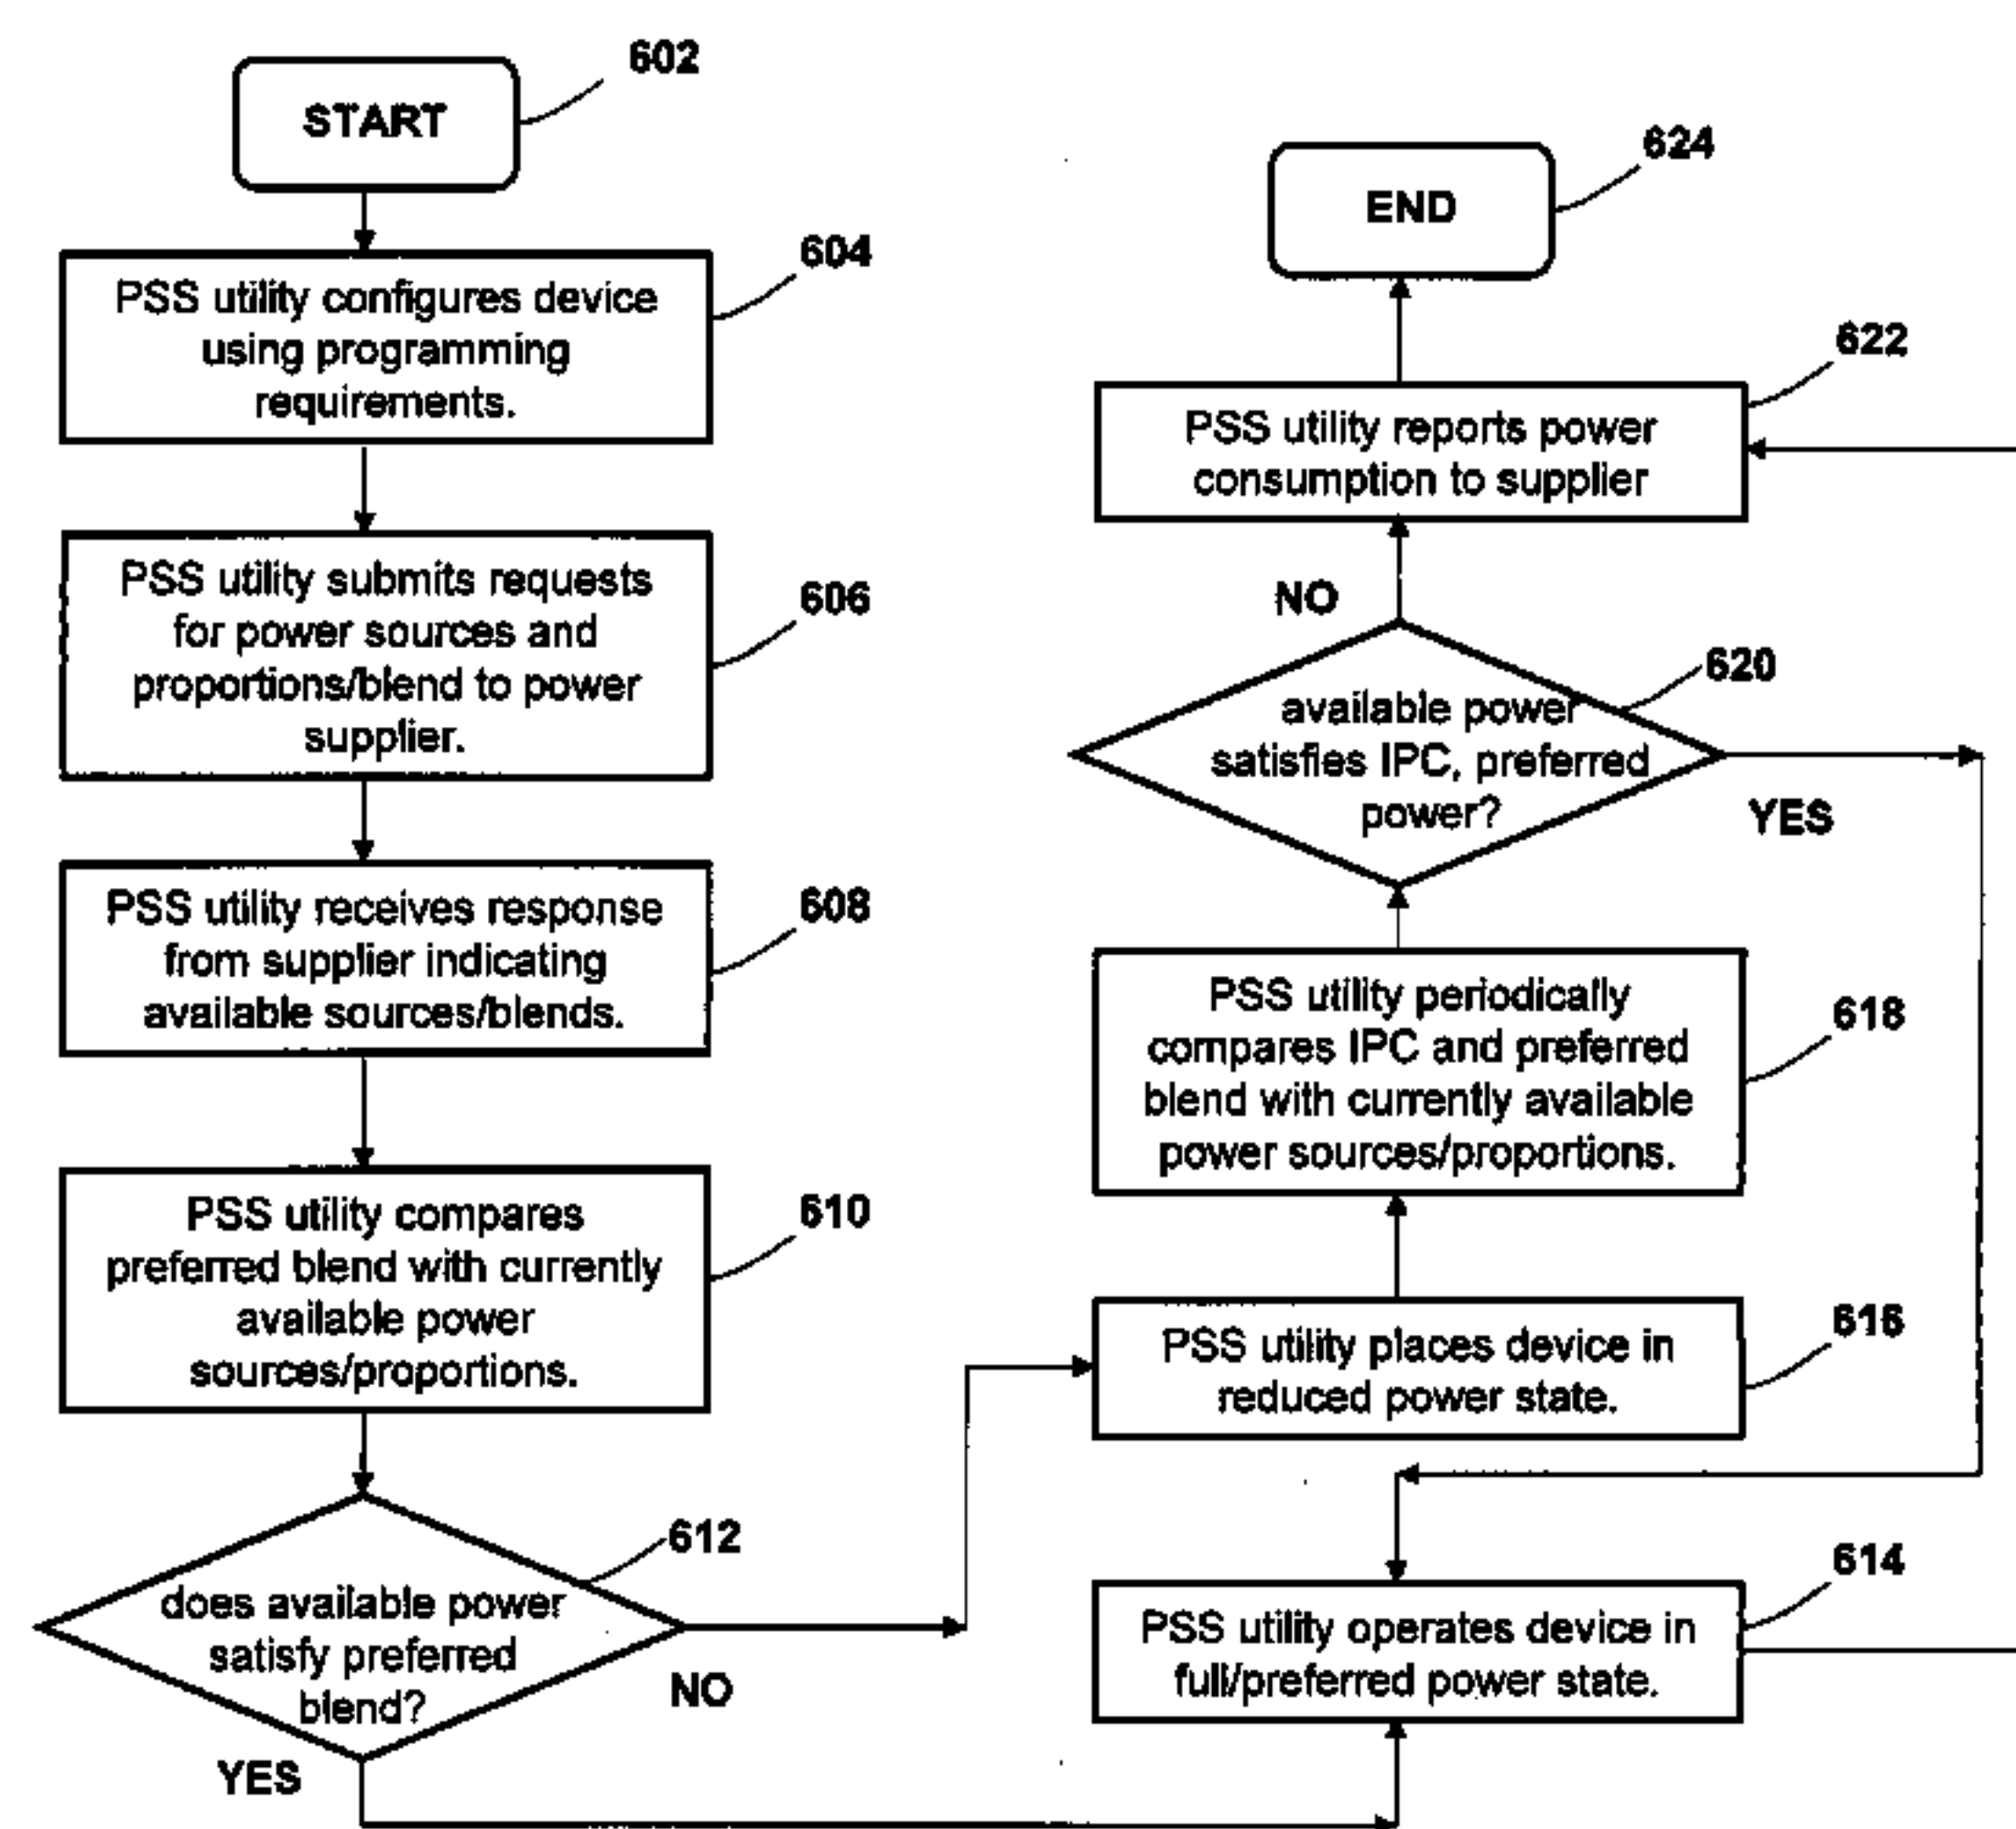 602
START
604
PSS utility configures device
using programming
requirements.
606
PSS utility submits requests
for power sources and
proportions/blend to power
supplier.
608
PSS utility receives response
from supplier indicating
available sources/blends.
610
PSS utility compares
preferred blend with currently
available power
sources/proportions.
612
does available power
satisfy preferred
blend?
NO
YES
624
END
622
PSS utility reports power
consumption to supplier
NO
620
available power
satisfies IPC, preferred
power?
YES
618
PSS utility periodically
compares IPC and preferred
blend with currently available
power sources/proportions.
616
PSS utility places device in
reduced power state.
614
PSS utility operates device in
full/preferred power state.